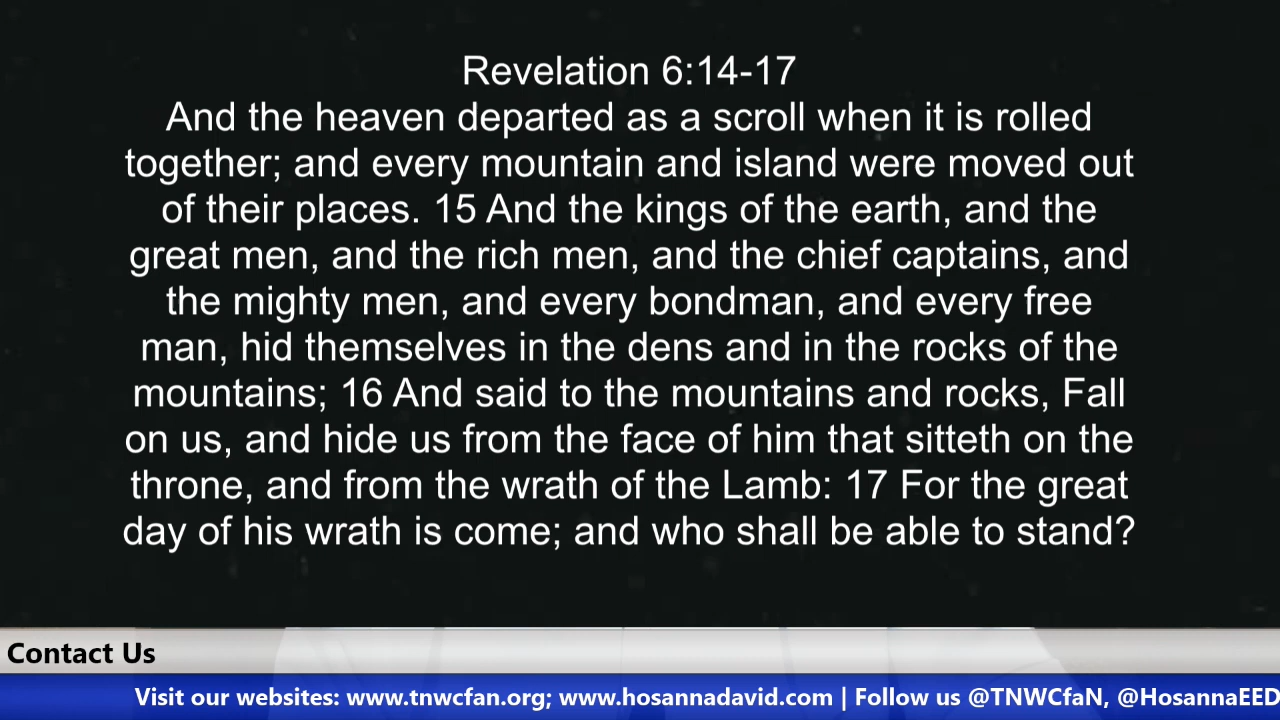 Revelation 6:14-17
And the heaven departed as a scroll when it is rolled
together; and every mountain and island were moved out
of their places. 15 And the kings of the earth, and the
great men, and the rich men, and the chief captains, and
the mighty men, and every bondman, and every free
man, hid themselves in the dens and in the rocks of the
mountains; 16 And said to the mountains and rocks, Fall
on us, and hide us from the face of him that sitteth on the
throne, and from the wrath of the Lamb: 17 For the great
day of his wrath is come; and who shall be able to stand?
Contact Us
Visit our websites: www.tnwcfan.org; www.hosannadavid.com | Follow us @TNWCfaN, @HosannaEED